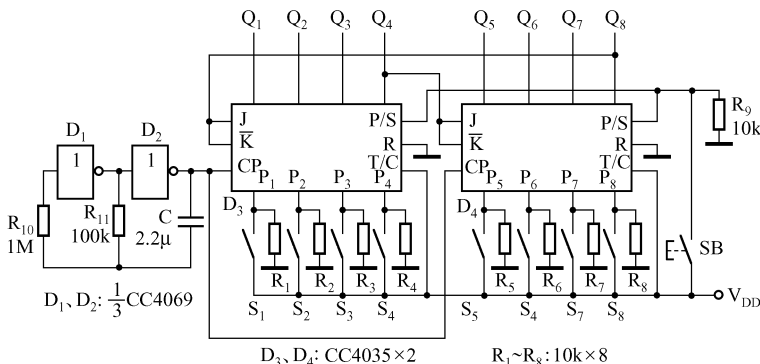 Q₁ Q₂ Q₃ Q₄ Q₅ Q₆ Q₇ Q₈
J P/S J P/S R₉
K̅ R K̅ R 10k
D₁ D₂ T/C T/C
1 1 CP CP
P₁ P₂ P₃ P₄ P₅ P₆ P₇ P₈
D₃ D₄
R₁₀ R₁₁ C
1M 100k 2.2μ SB
R₁ R₂ R₃ R₄ R₅ R₆ R₇ R₈
D₁、D₂: 1/3 CC4069
S₁ S₂ S₃ S₄ S₅ S₄ S₇ S₈ V_DD
D₃、D₄: CC4035×2 R₁~R₈:10k×8